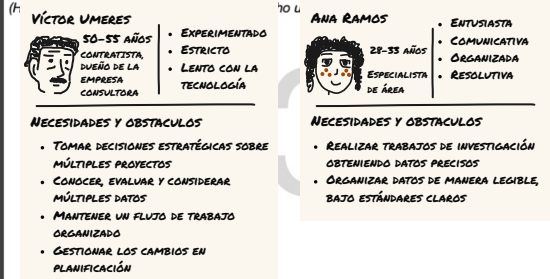 (H
ho u
Víctor Umeres
50-55 años
Contratista,
dueño de la
empresa
consultora
• Experimentado
• Estricto
• Lento con la
tecnología
Necesidades y obstaculos
• Tomar decisiones estratégicas sobre
múltiples proyectos
• Conocer, evaluar y considerar
múltiples datos
• Mantener un flujo de trabajo
organizado
• Gestionar los cambios en
planificación
Ana Ramos
28-33 años
Especialista
de área
• Entusiasta
• Comunicativa
• Organizada
• Resolutiva
Necesidades y obstaculos
• Realizar trabajos de investigación
obteniendo datos precisos
• Organizar datos de manera legible,
bajo estándares claros